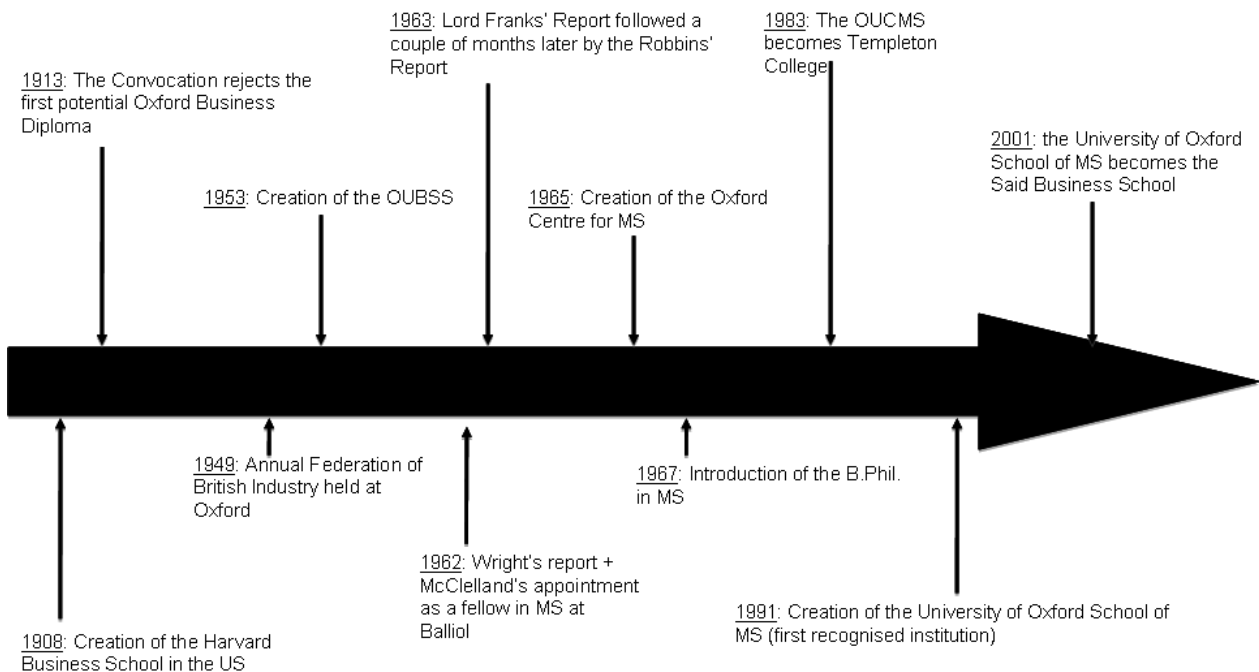 1963: Lord Franks' Report followed a
couple of months later by the Robbins'
Report
1983: The OUCMS
becomes Templeton
College
1913: The Convocation rejects the
first potential Oxford Business
Diploma
2001: the University of Oxford
School of MS becomes the
Said Business School
1953: Creation of the OUBSS
1965: Creation of the Oxford
Centre for MS
1949: Annual Federation of
British Industry held at
Oxford
1967: Introduction of the B.Phil.
in MS
1962: Wright's report +
McClelland's appointment
as a fellow in MS at
Balliol
1991: Creation of the University of Oxford School of
MS (first recognised institution)
1908: Creation of the Harvard
Business School in the US